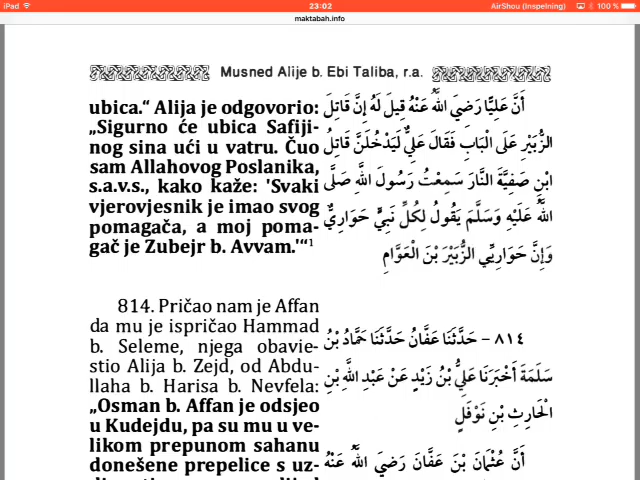 iPad
23:02
AirShou (Inspelning)
100 %
maktabah.info
Musned Alije b. Ebi Taliba, r.a.
ubica.“ Alija je odgovorio:
„Sigurno će ubica Safiji-
nog sina ući u vatru. Čuo
sam Allahovog Poslanika,
s.a.v.s., kako kaže: 'Svaki
vjerovjesnik je imao svog
pomagača, a moj poma-
gač je Zubejr b. Avvam.'“1
814. Pričao nam je Affan
da mu je ispričao Hammad
b. Seleme, njega obavie-
stio Alija b. Zejd, od Abdu-
llaha b. Harisa b. Nevfela:
„Osman b. Affan je odsjeo
u Kudejdu, pa su mu u ve-
likom prepunom sahanu
donešene prepelice s uz-
أَنَّ عَلِيًّا رَضِيَ اللَّهُ عَنْهُ قِيلَ لَهُ إِنَّ قَاتِلَ
الزُّبَيْرِ عَلَى الْبَابِ فَقَالَ عَلِيٌّ لَيَدْخُلَنَّ قَاتِلُ
ابْنِ صَفِيَّةَ النَّارَ سَمِعْتُ رَسُولَ اللَّهِ صَلَّى
اللَّهُ عَلَيْهِ وَسَلَّمَ يَقُولُ لِكُلِّ نَبِيٍّ حَوَارِيٌّ
وَإِنَّ حَوَارِيِّي الزُّبَيْرَ بْنَ الْعَوَّامِ
٨١٤ – حَدَّثَنَا عَفَّانُ حَدَّثَنَا حَمَّادُ بْنُ
سَلَمَةَ أَخْبَرَنَا عَلِيُّ بْنُ زَيْدٍ عَنْ عَبْدِ اللَّهِ بْنِ
الْحَارِثِ بْنِ نَوْفَلٍ
أَنَّ عُثْمَانَ بْنَ عَفَّانَ رَضِيَ اللَّهُ عَنْهُ